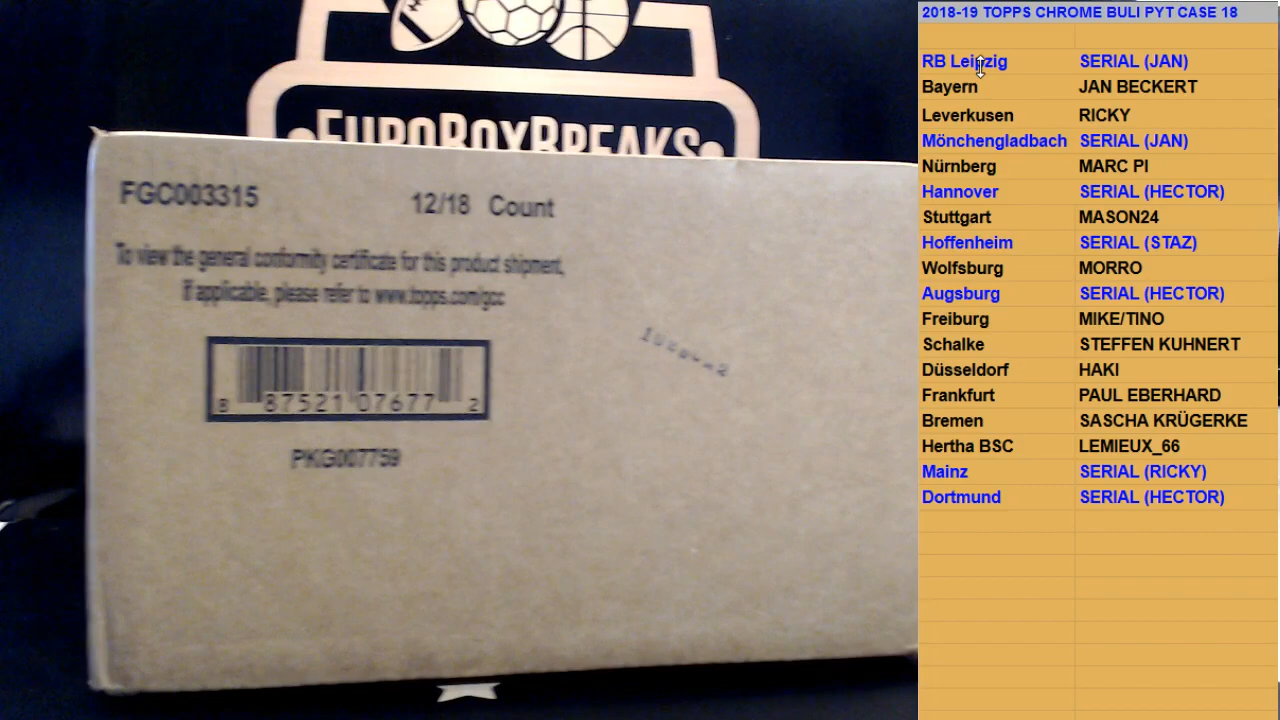 EUROBOXBREAKS
FGC003315 12/18 Count
To view the general conformity certificate for this product shipment,
If applicable, please refer to www.topps.com/gcc
8 87521 07677 2
PKG007759
2018-19 TOPPS CHROME BULI PYT CASE 18
RB Leipzig SERIAL (JAN)
Bayern JAN BECKERT
Leverkusen RICKY
Mönchengladbach SERIAL (JAN)
Nürnberg MARC PI
Hannover SERIAL (HECTOR)
Stuttgart MASON24
Hoffenheim SERIAL (STAZ)
Wolfsburg MORRO
Augsburg SERIAL (HECTOR)
Freiburg MIKE/TINO
Schalke STEFFEN KUHNERT
Düsseldorf HAKI
Frankfurt PAUL EBERHARD
Bremen SASCHA KRÜGERKE
Hertha BSC LEMIEUX_66
Mainz SERIAL (RICKY)
Dortmund SERIAL (HECTOR)